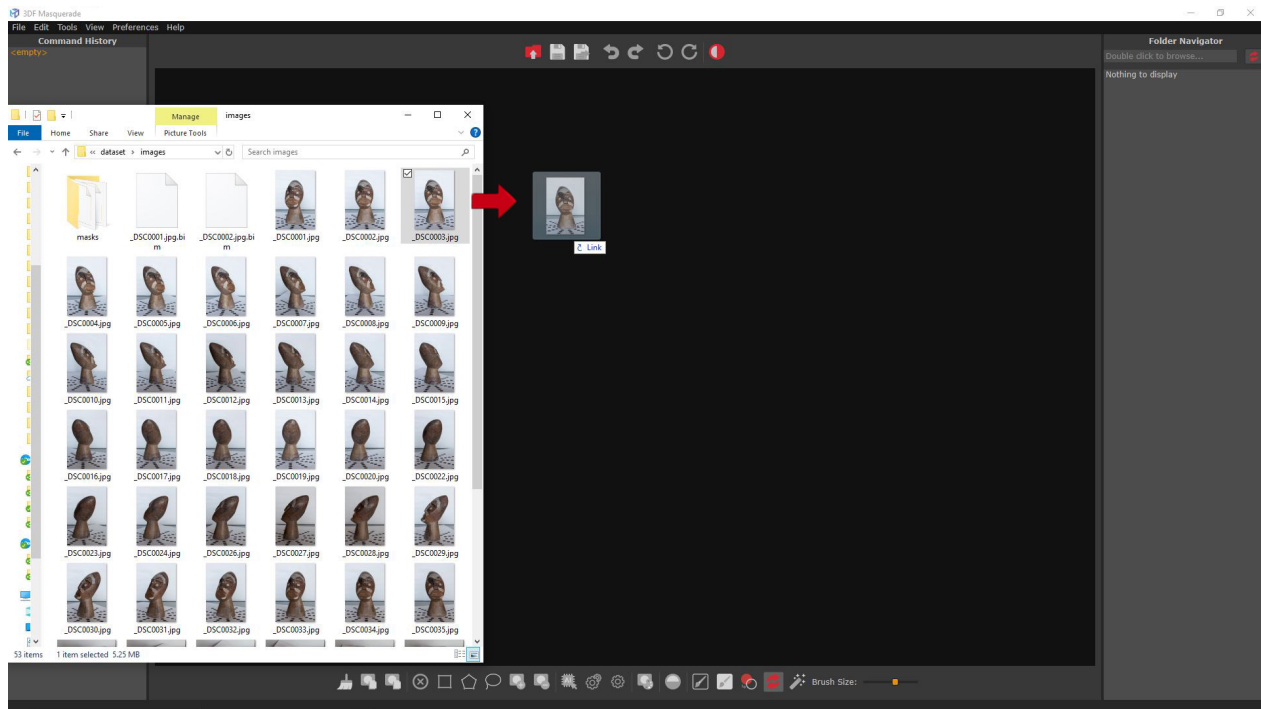 3DF Masquerade
File Edit Tools View Preferences Help
Command History
<empty>
Folder Navigator
Double click to browse...
Nothing to display
Manage images
File Home Share View Picture Tools
« dataset › images
Search images
masks
_DSC0001.jpg.bim
_DSC0002.jpg.bim
_DSC0001.jpg
_DSC0002.jpg
_DSC0003.jpg
Link
_DSC0004.jpg
_DSC0005.jpg
_DSC0006.jpg
_DSC0007.jpg
_DSC0008.jpg
_DSC0009.jpg
_DSC0010.jpg
_DSC0011.jpg
_DSC0012.jpg
_DSC0013.jpg
_DSC0014.jpg
_DSC0015.jpg
_DSC0016.jpg
_DSC0017.jpg
_DSC0018.jpg
_DSC0019.jpg
_DSC0020.jpg
_DSC0022.jpg
_DSC0023.jpg
_DSC0024.jpg
_DSC0026.jpg
_DSC0027.jpg
_DSC0028.jpg
_DSC0029.jpg
_DSC0030.jpg
_DSC0031.jpg
_DSC0032.jpg
_DSC0033.jpg
_DSC0034.jpg
_DSC0035.jpg
53 items 1 item selected 5.25 MB
Brush Size: